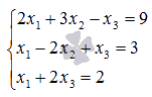 2x₁ + 3x₂ − x₃ = 9
x₁ − 2x₂ + x₃ = 3
x₁ + 2x₃ = 2